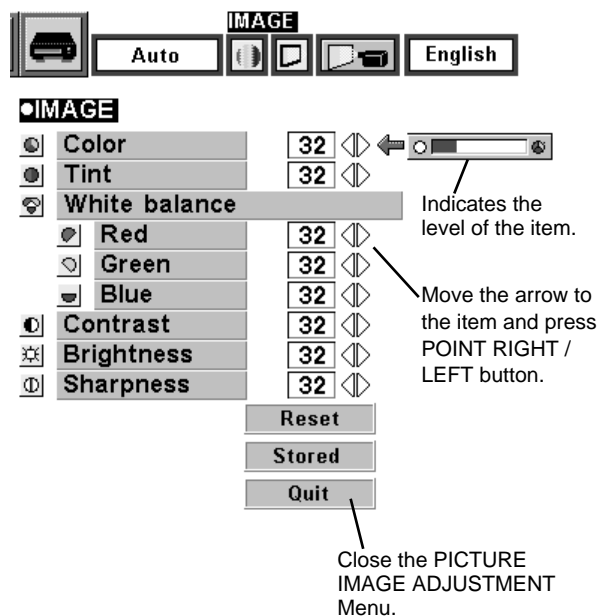 IMAGE
Auto
English
●IMAGE
Color 32
Tint 32
Indicates the
level of the item.
White balance
Red 32
Green 32
Blue 32
Move the arrow to
the item and press
POINT RIGHT /
LEFT button.
Contrast 32
Brightness 32
Sharpness 32
Reset
Stored
Quit
Close the PICTURE
IMAGE ADJUSTMENT
Menu.